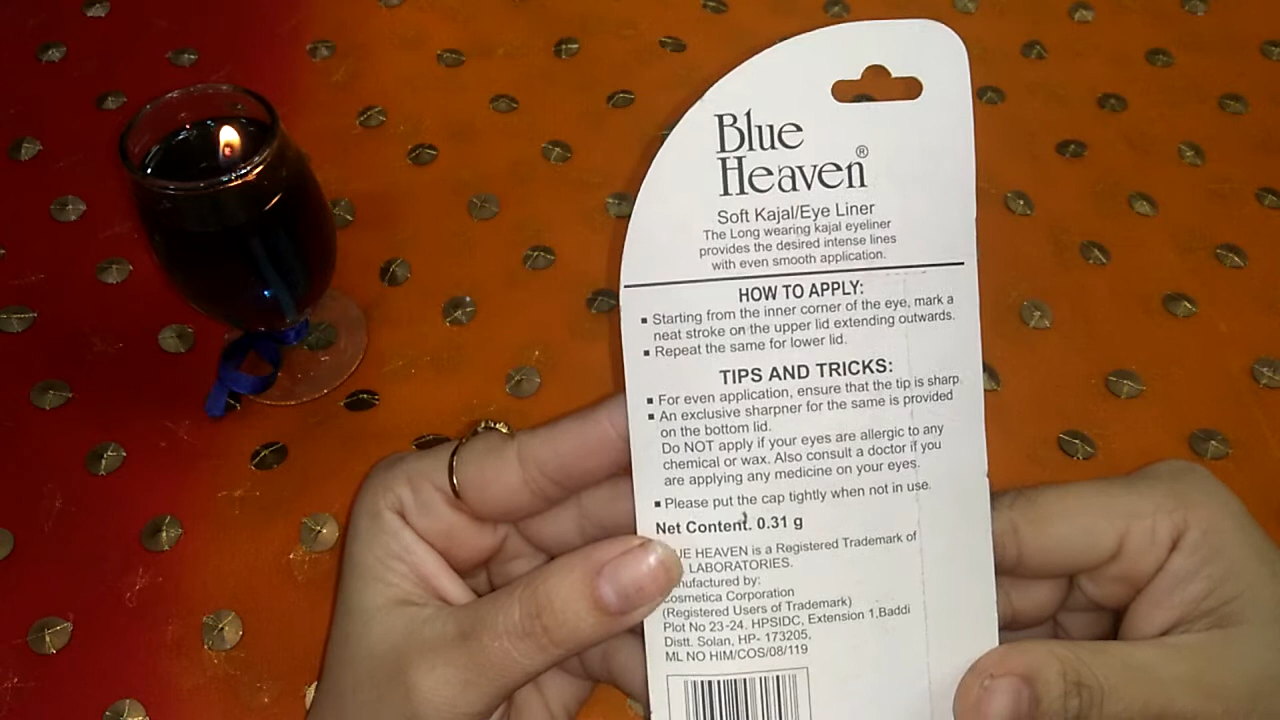 Blue
Heaven®
Soft Kajal/Eye Liner
The Long wearing kajal eyeliner
provides the desired intense lines
with even smooth application.
HOW TO APPLY:
▪ Starting from the inner corner of the eye, mark a
neat stroke on the upper lid extending outwards.
▪ Repeat the same for lower lid.
TIPS AND TRICKS:
▪ For even application, ensure that the tip is sharp.
▪ An exclusive sharpner for the same is provided
on the bottom lid.
Do NOT apply if your eyes are allergic to any
chemical or wax. Also consult a doctor if you
are applying any medicine on your eyes.
▪ Please put the cap tightly when not in use.
Net Content. 0.31 g
HEAVEN is a Registered Trademark of
LABORATORIES.
by:
Cosmetica Corporation
(Registered Users of Trademark)
Plot No 23-24. HPSIDC, Extension 1,Baddi
Distt. Solan, HP- 173205,
ML NO HIM/COS/08/119